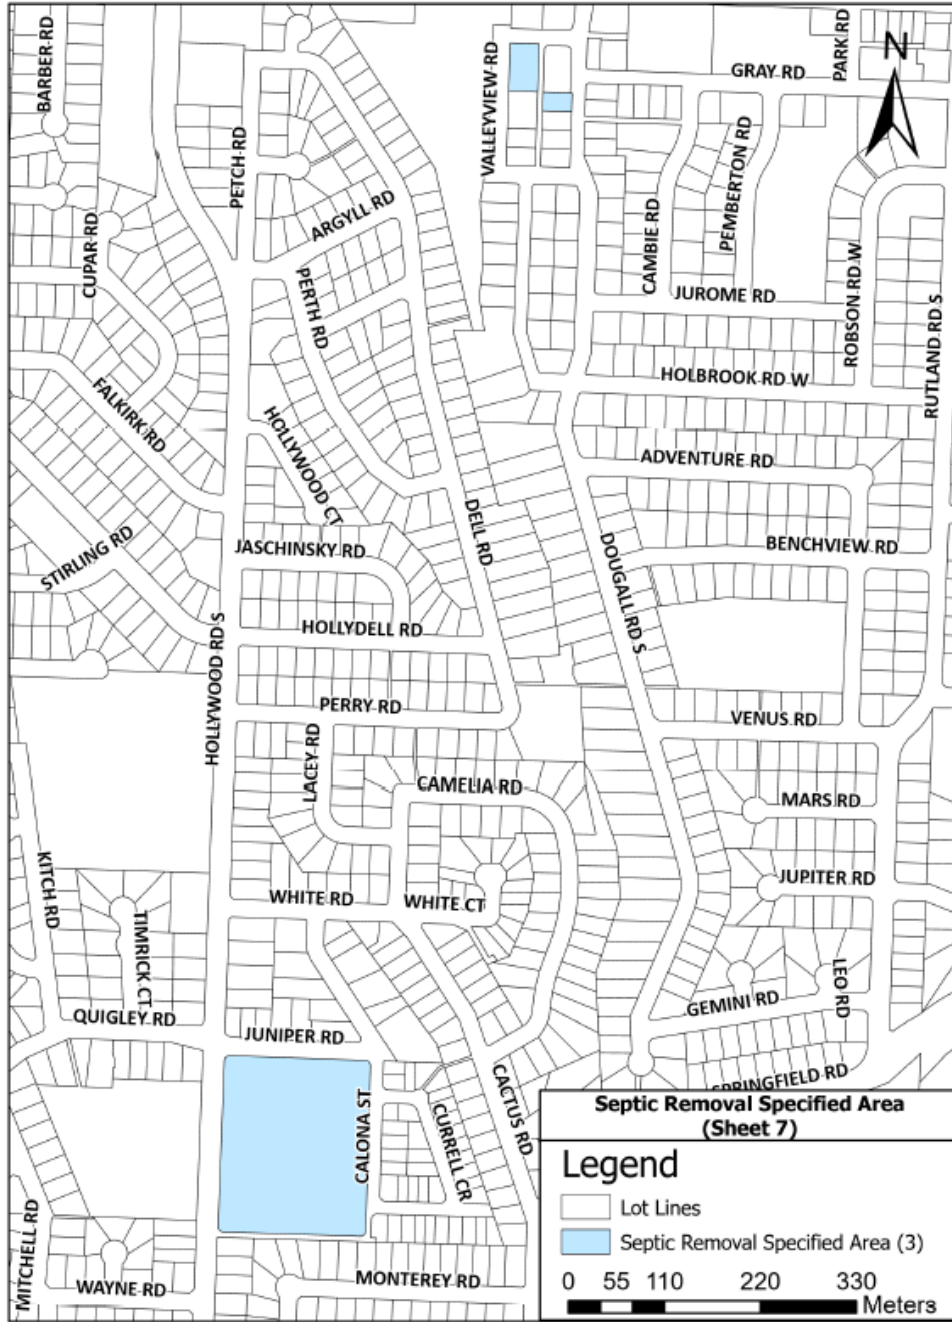 BARBER RD
PARK RD
N
VALLEYVIEW RD
GRAY RD
PETCH RD
PEMBERTON RD
ARGYLL RD
CAMBIE RD
CUPAR RD
PERTH RD
JUROME RD
ROBSON RD W
RUTLAND RD S
HOLBROOK RD W
FALKIRK RD
HOLLYWOOD CT
ADVENTURE RD
DELL RD
STIRLING RD
JASCHINSKY RD
BENCHVIEW RD
DOUGALL RD S
HOLLYDELL RD
HOLLYWOOD RD S
PERRY RD
VENUS RD
LACEY RD
CAMELIA RD
MARS RD
KITCH RD
JUPITER RD
WHITE RD
WHITE CT
TIMRICK CT
LEO RD
GEMINI RD
QUIGLEY RD
JUNIPER RD
SPRINGFIELD RD
CALONA ST
CURRELL CR
CACTUS RD
MITCHELL RD
WAYNE RD
MONTEREY RD
Septic Removal Specified Area
(Sheet 7)
Legend
Lot Lines
Septic Removal Specified Area (3)
0 55 110 220 330
Meters